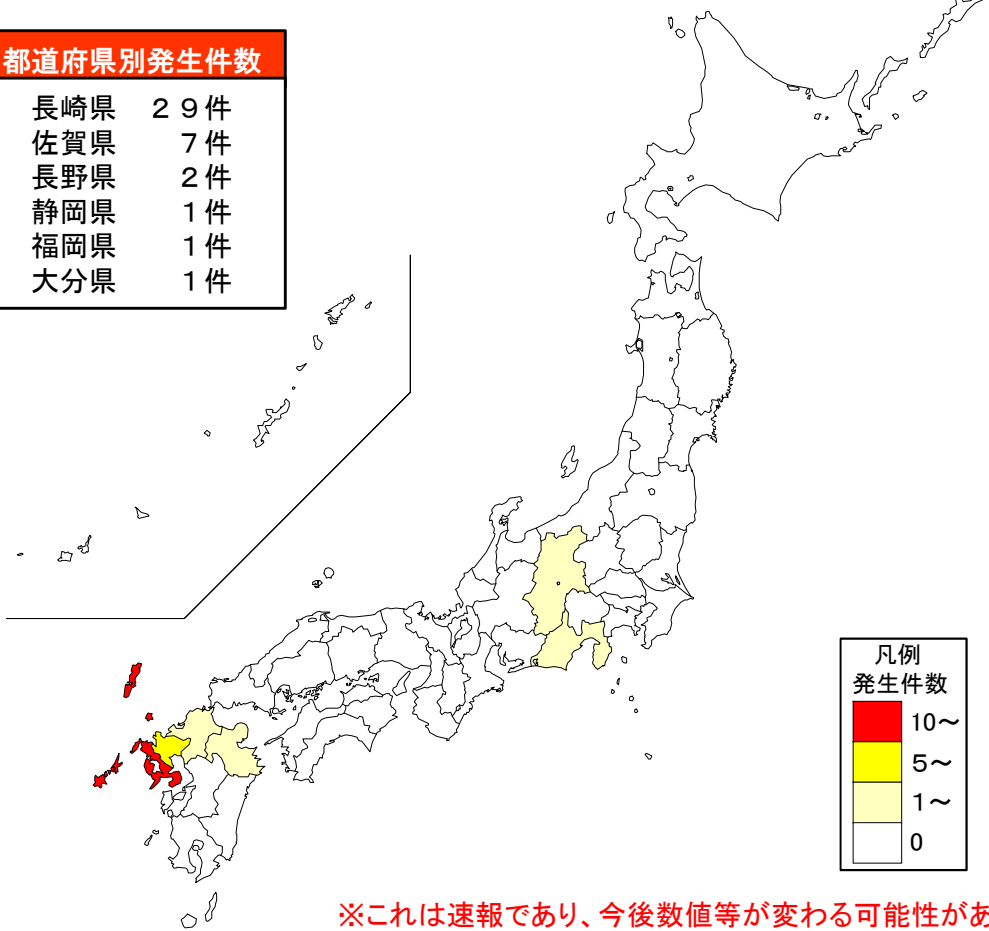 都道府県別発生件数
長崎県 29件
佐賀県 7件
長野県 2件
静岡県 1件
福岡県 1件
大分県 1件
凡例
発生件数
10～
5～
1～
0
※これは速報であり、今後数値等が変わる可能性があ